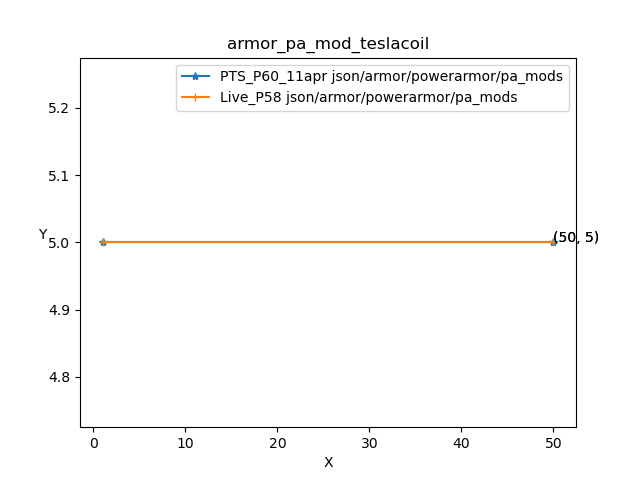 armor_pa_mod_teslacoil
PTS_P60_11apr json/armor/powerarmor/pa_mods
Live_P58 json/armor/powerarmor/pa_mods
5.2
5.1
Y
5.0
(50, 5)
4.9
4.8
0 10 20 30 40 50
X